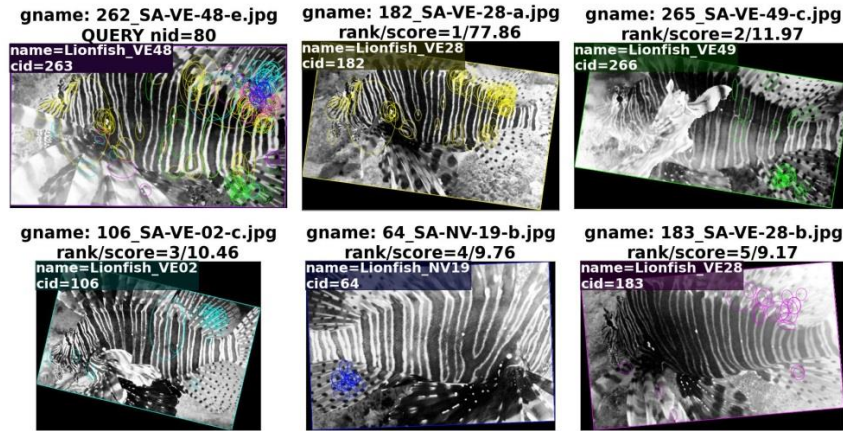 gname: 262_SA-VE-48-e.jpg
QUERY nid=80
name=Lionfish_VE48
cid=263
gname: 182_SA-VE-28-a.jpg
rank/score=1/77.86
name=Lionfish_VE28
cid=182
gname: 265_SA-VE-49-c.jpg
rank/score=2/11.97
name=Lionfish_VE49
cid=266
gname: 106_SA-VE-02-c.jpg
rank/score=3/10.46
name=Lionfish_VE02
cid=106
gname: 64_SA-NV-19-b.jpg
rank/score=4/9.76
name=Lionfish_NV19
cid=64
gname: 183_SA-VE-28-b.jpg
rank/score=5/9.17
name=Lionfish_VE28
cid=183